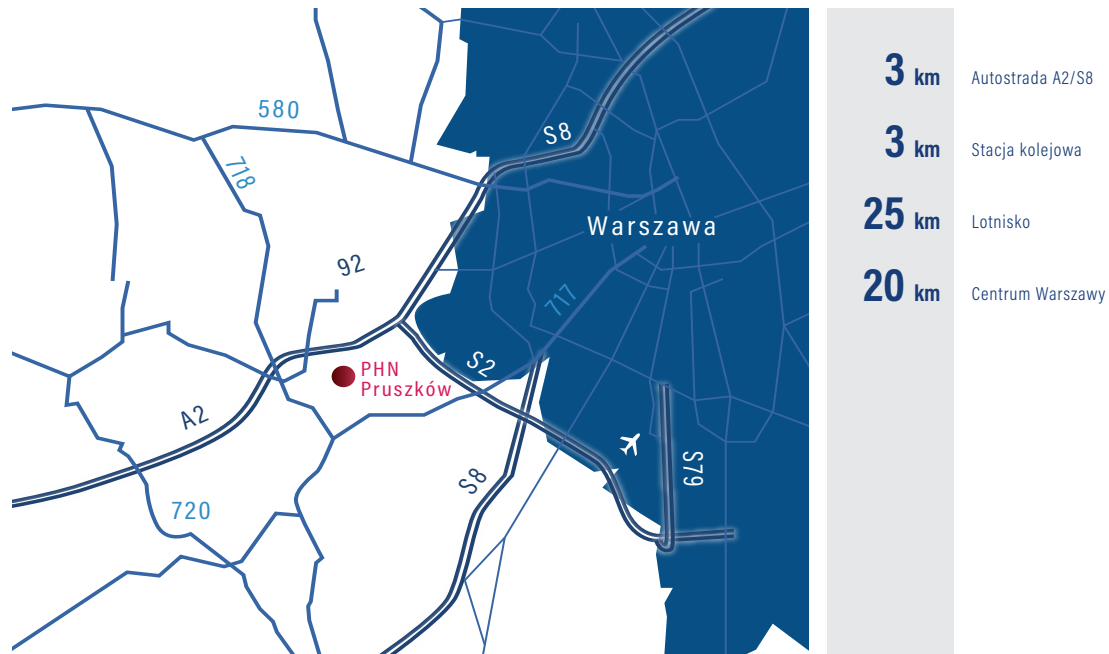 580
S8
718
Warszawa
92
717
S2
PHN
Pruszków
A2
S79
S8
720
3 km Autostrada A2/S8
3 km Stacja kolejowa
25 km Lotnisko
20 km Centrum Warszawy